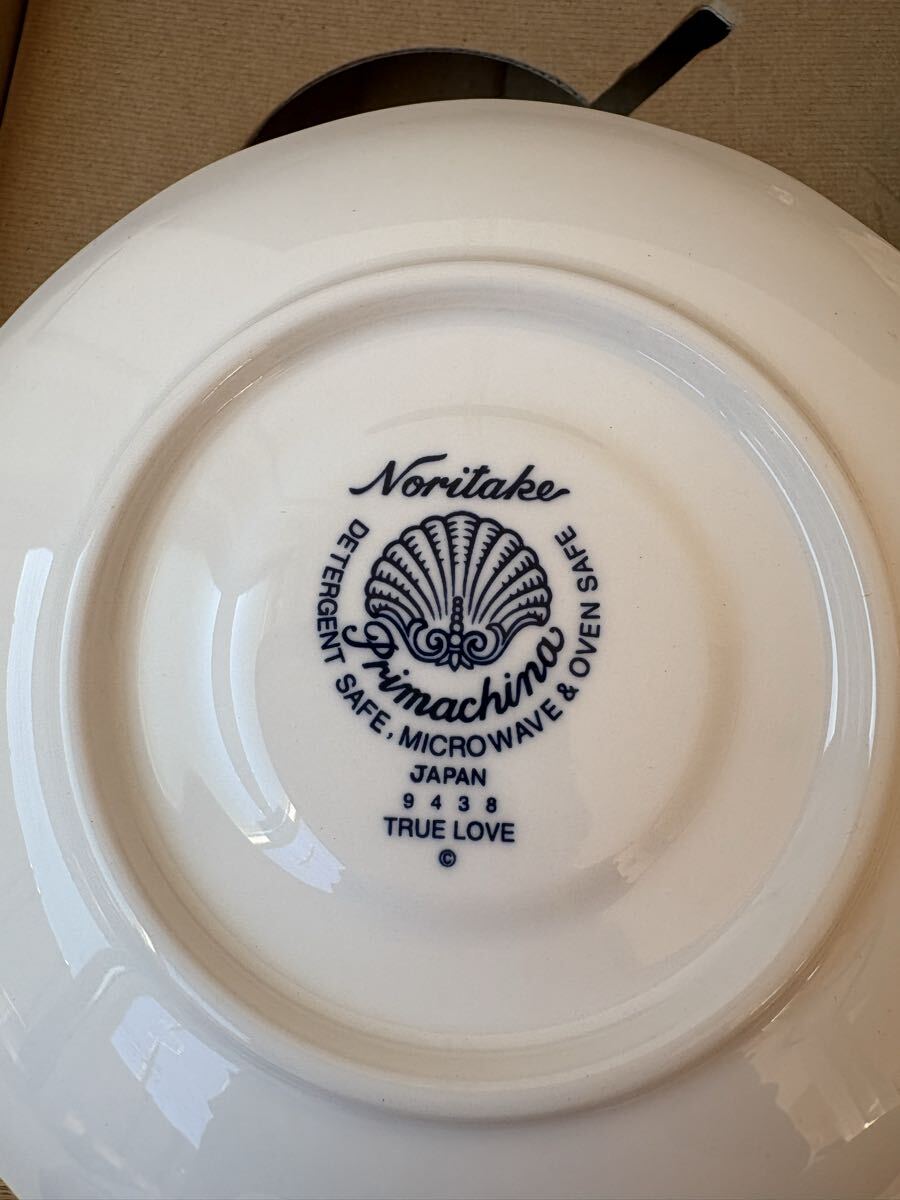 Noritake
Primachina
DETERGENT SAFE, MICROWAVE & OVEN SAFE
JAPAN
9438
TRUE LOVE
©